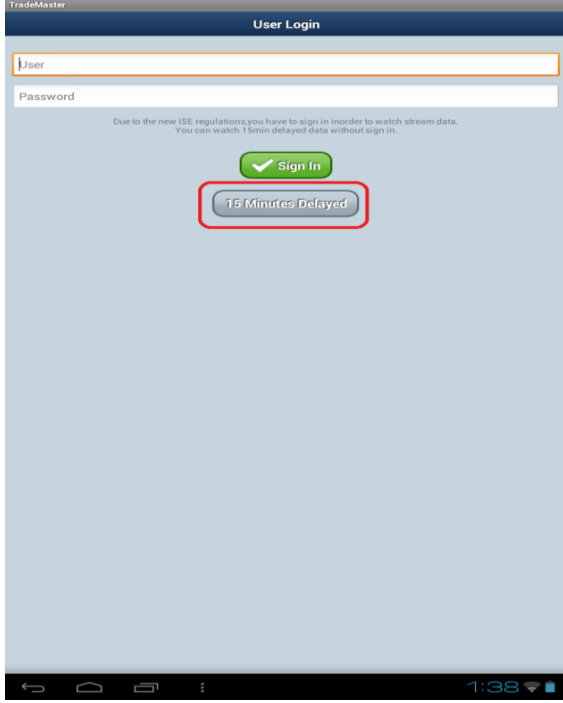 TradeMaster
User Login
User
Password
Due to the new ISE regulations,you have to sign in inorder to watch stream data.
You can watch 15min delayed data without sign in.
Sign In
15 Minutes Delayed
1:38